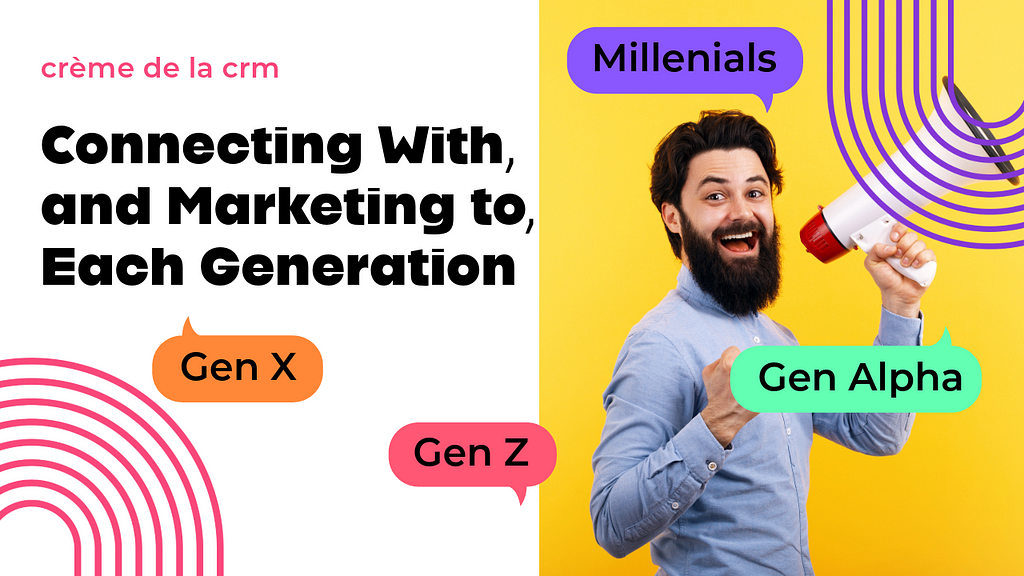 crème de la crm
Connecting With,
and Marketing to,
Each Generation
Millenials
Gen X
Gen Alpha
Gen Z